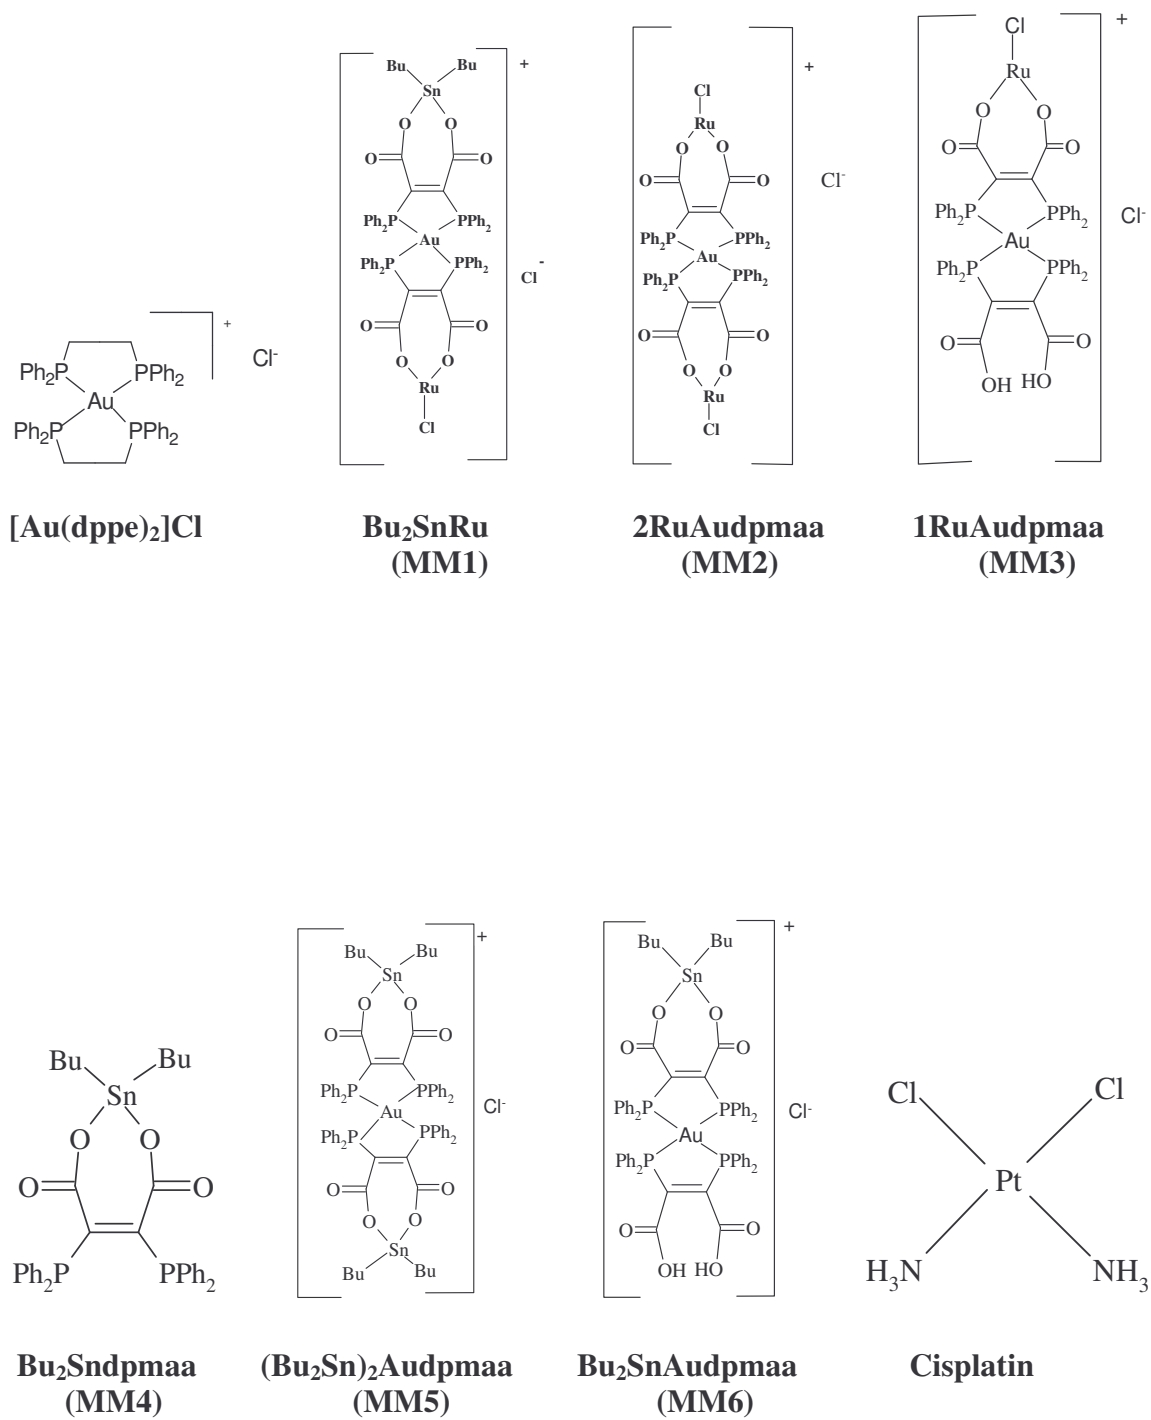 +
Cl⁻
Ph₂P PPh₂
Au
Ph₂P PPh₂
[Au(dppe)₂]Cl
+
Bu Bu
Sn
O O
O O
Ph₂P PPh₂
Au
Ph₂P PPh₂
Cl⁻
O O
O O
Ru
Cl
Bu₂SnRu
(MM1)
+
Cl
Ru
O O
O O
Cl⁻
Ph₂P PPh₂
Au
Ph₂P PPh₂
O O
O O
Ru
Cl
2RuAudpmaa
(MM2)
+
Cl
Ru
O O
O O
Ph₂P PPh₂
Cl⁻
Au
Ph₂P PPh₂
O O
OH HO
1RuAudpmaa
(MM3)
Bu Bu
Sn
O O
O O
Ph₂P PPh₂
Bu₂Sndpmaa
(MM4)
+
Bu Bu
Sn
O O
O O
Ph₂P PPh₂
Cl⁻
Au
Ph₂P PPh₂
O O
O O
Sn
Bu Bu
(Bu₂Sn)₂Audpmaa
(MM5)
+
Bu Bu
Sn
O O
O O
Ph₂P PPh₂
Cl⁻
Au
Ph₂P PPh₂
O O
OH HO
Bu₂SnAudpmaa
(MM6)
Cl Cl
Pt
H₃N NH₃
Cisplatin